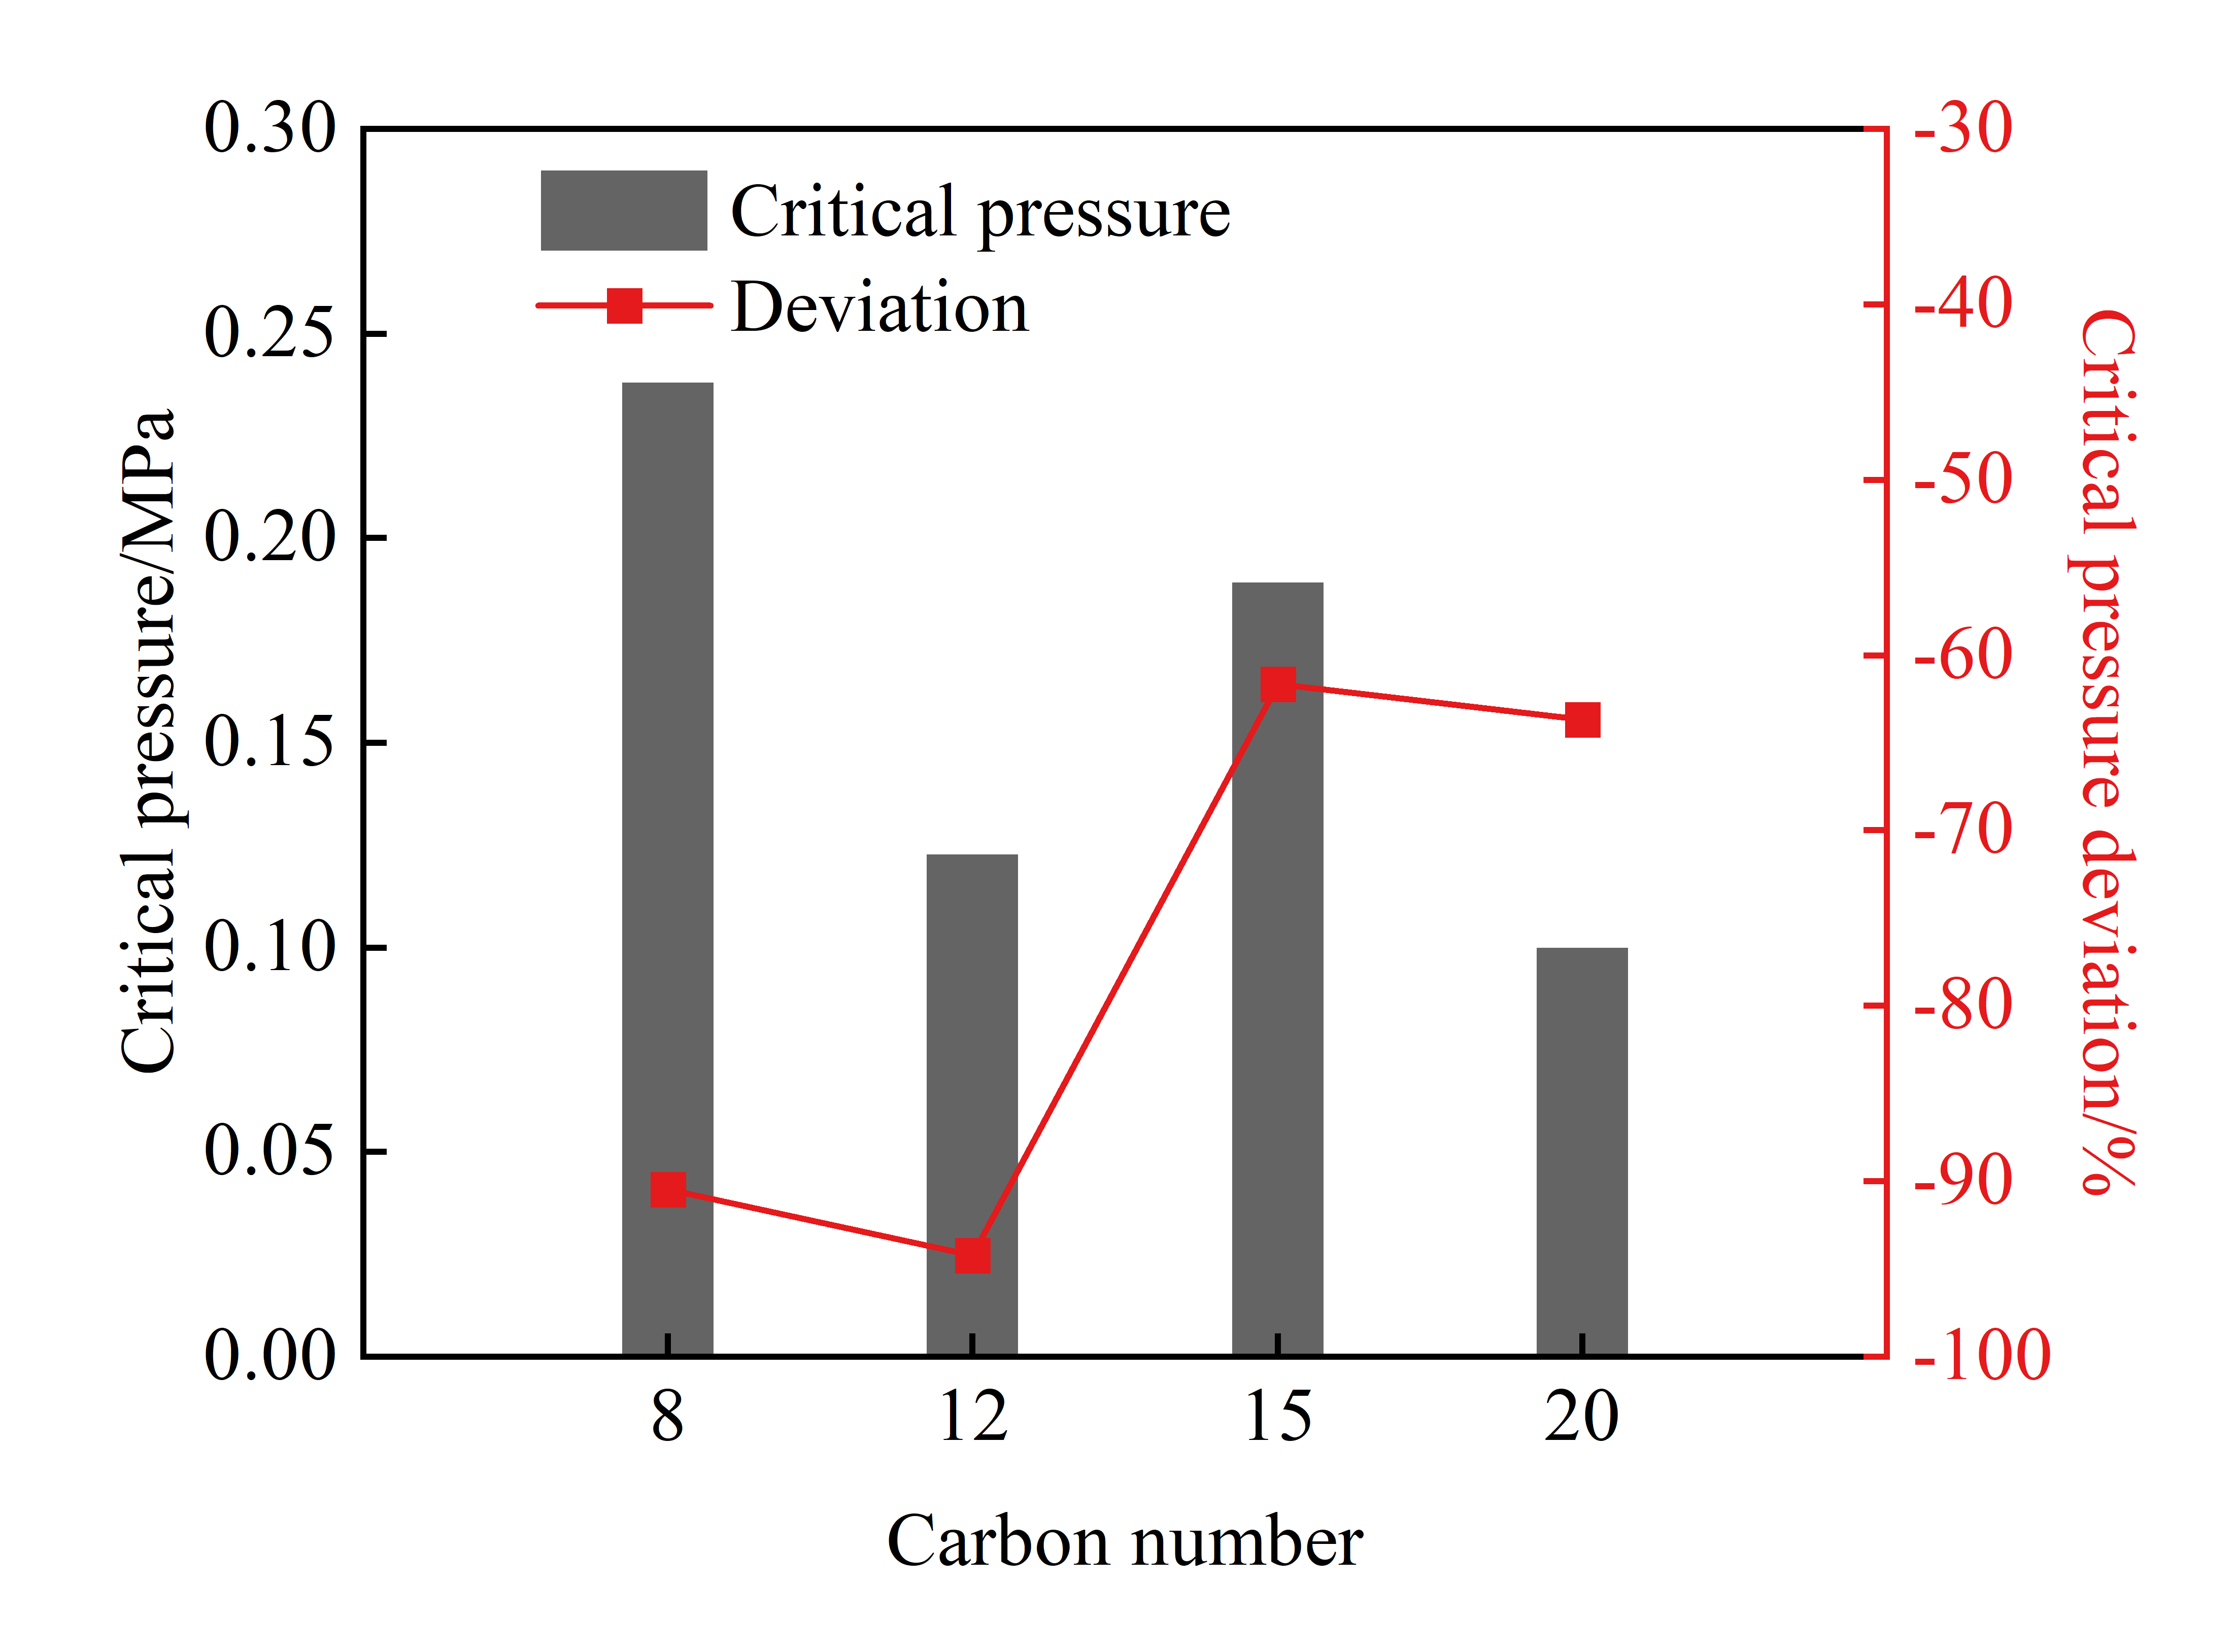 0.30
0.25
0.20
0.15
0.10
0.05
0.00
Critical pressure/MPa
Critical pressure
Deviation
-30
-40
-50
-60
-70
-80
-90
-100
Critical pressure deviation/%
8 12 15 20
Carbon number